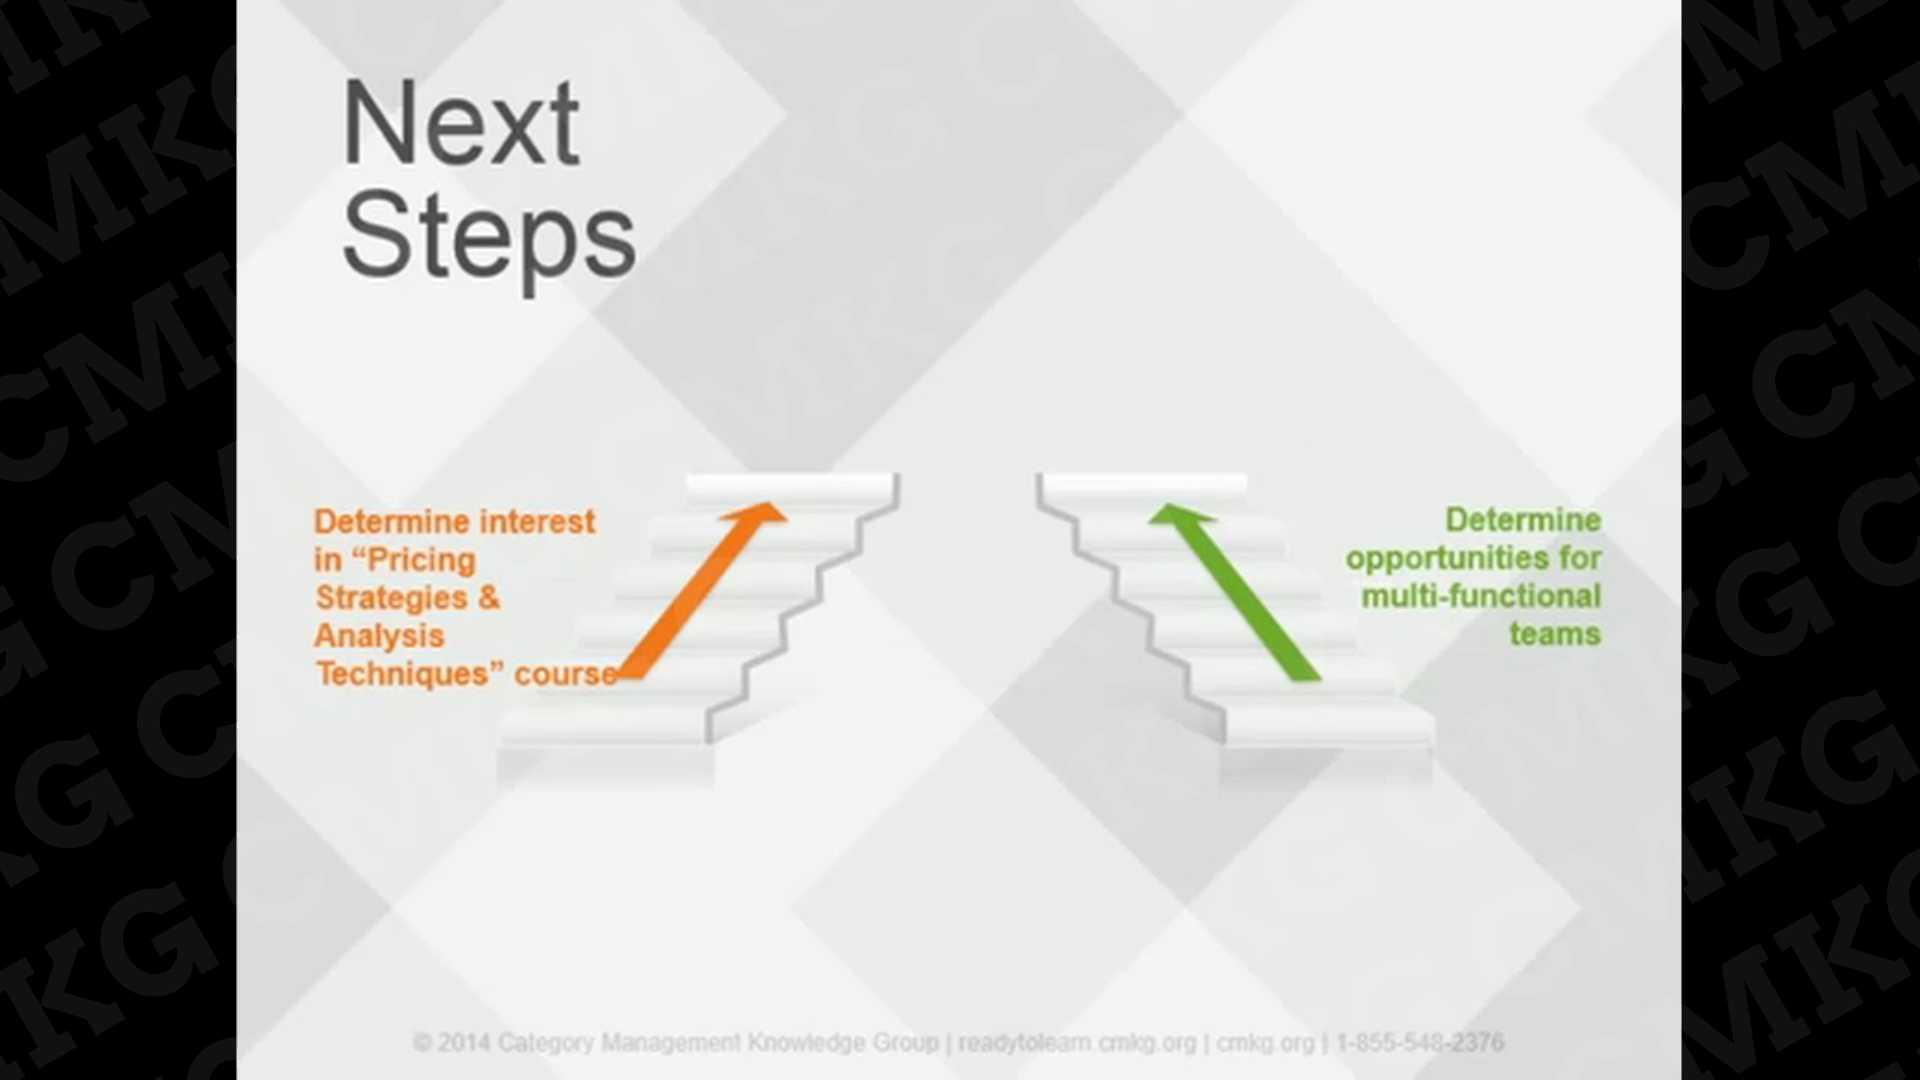 Next
Steps
Determine interest
in “Pricing
Strategies &
Analysis
Techniques” course
Determine
opportunities for
multi-functional
teams
© 2014 Category Management Knowledge Group | readytolearn.cmkg.org | cmkg.org | 1-855-548-2376